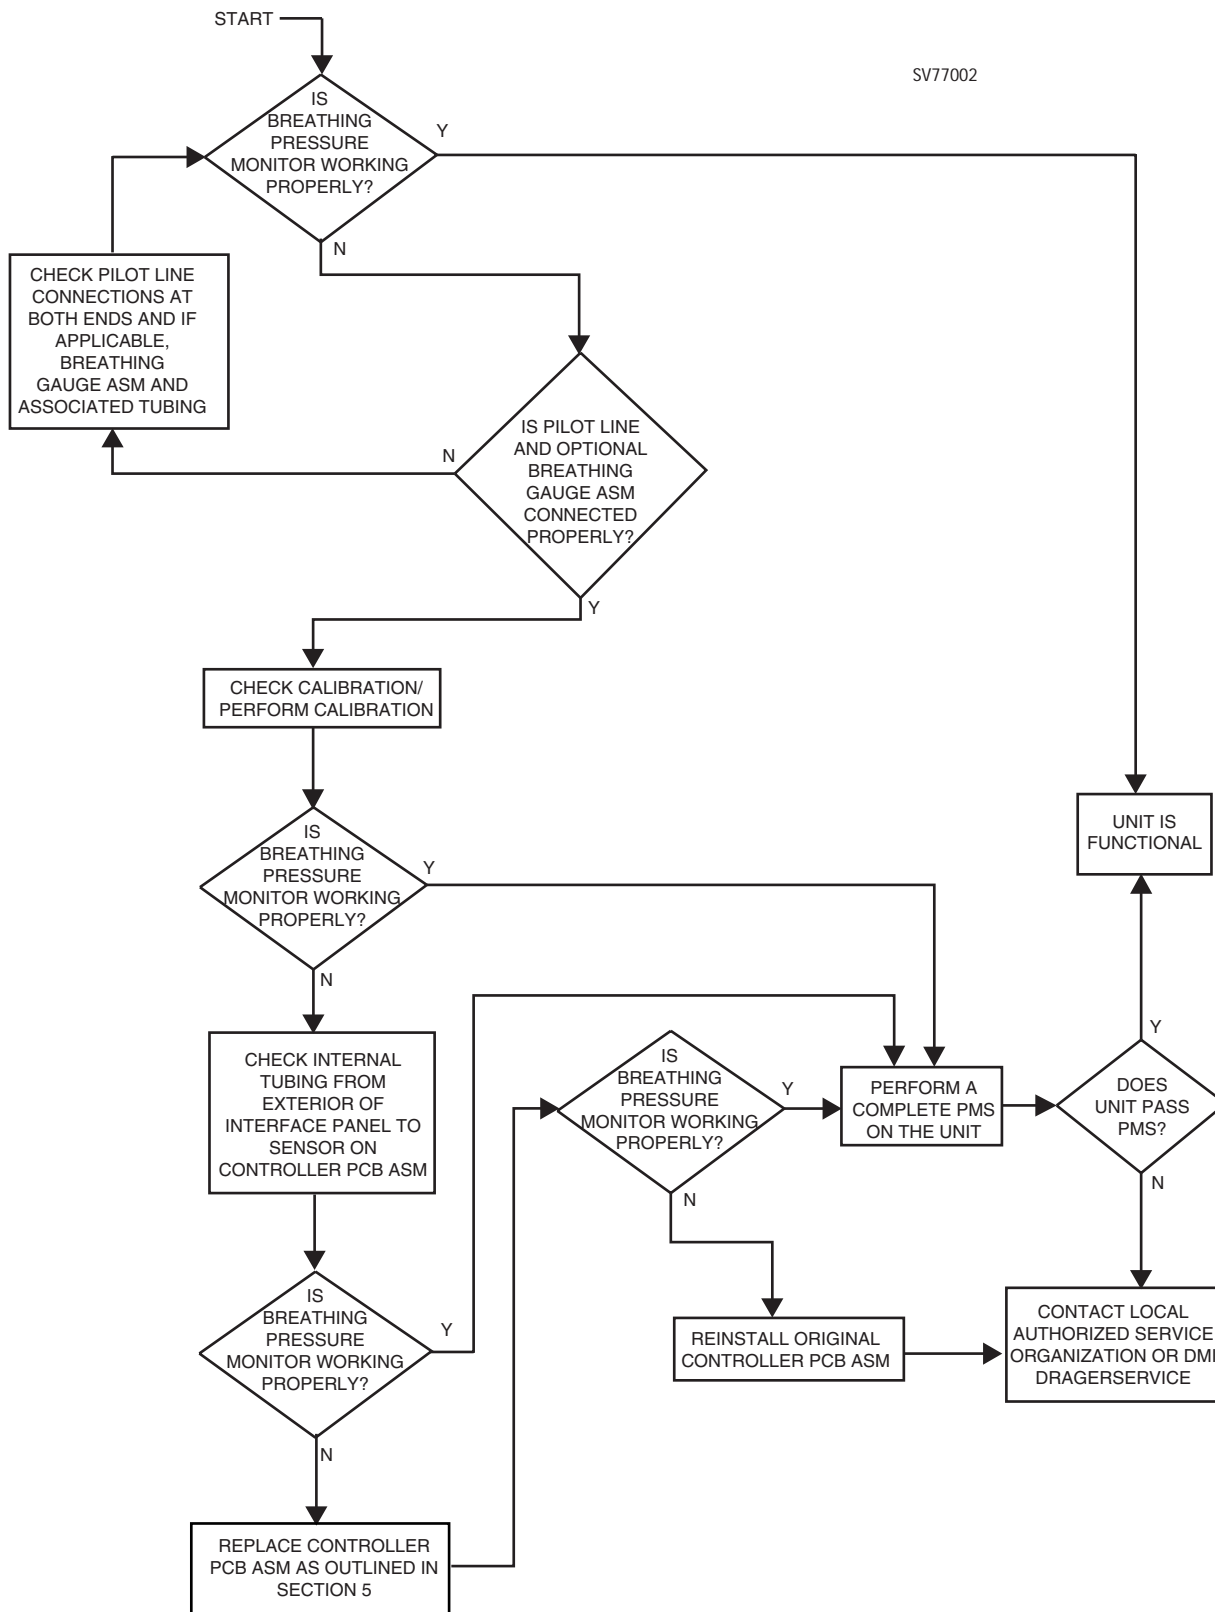 START
SV77002
IS
BREATHING
PRESSURE
MONITOR WORKING
PROPERLY?
Y
N
CHECK PILOT LINE
CONNECTIONS AT
BOTH ENDS AND IF
APPLICABLE,
BREATHING
GAUGE ASM AND
ASSOCIATED TUBING
IS PILOT LINE
AND OPTIONAL
BREATHING
GAUGE ASM
CONNECTED
PROPERLY?
N
Y
CHECK CALIBRATION/
PERFORM CALIBRATION
IS
BREATHING
PRESSURE
MONITOR WORKING
PROPERLY?
Y
N
UNIT IS
FUNCTIONAL
CHECK INTERNAL
TUBING FROM
EXTERIOR OF
INTERFACE PANEL TO
SENSOR ON
CONTROLLER PCB ASM
IS
BREATHING
PRESSURE
MONITOR WORKING
PROPERLY?
Y
N
PERFORM A
COMPLETE PMS
ON THE UNIT
DOES
UNIT PASS
PMS?
Y
N
IS
BREATHING
PRESSURE
MONITOR WORKING
PROPERLY?
Y
N
REINSTALL ORIGINAL
CONTROLLER PCB ASM
CONTACT LOCAL
AUTHORIZED SERVICE
ORGANIZATION OR
DRAGERSERVICE
REPLACE CONTROLLER
PCB ASM AS OUTLINED IN
SECTION 5